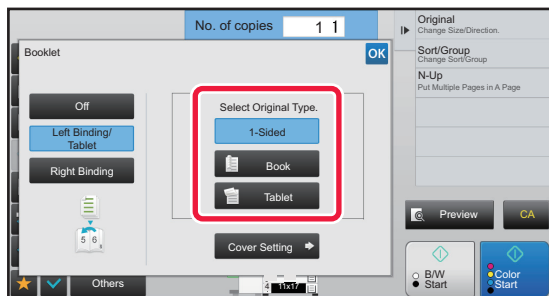 No. of copies 1 1
Booklet
OK
Off
Left Binding/
Tablet
Right Binding
5 6
Select Original Type.
1-Sided
Book
Tablet
Cover Setting
Others
4 11x17
Original
Change Size/Direction.
Sort/Group
Change Sort/Group
N-Up
Put Multiple Pages in A Page
Preview
CA
B/W
Start
Color
Start